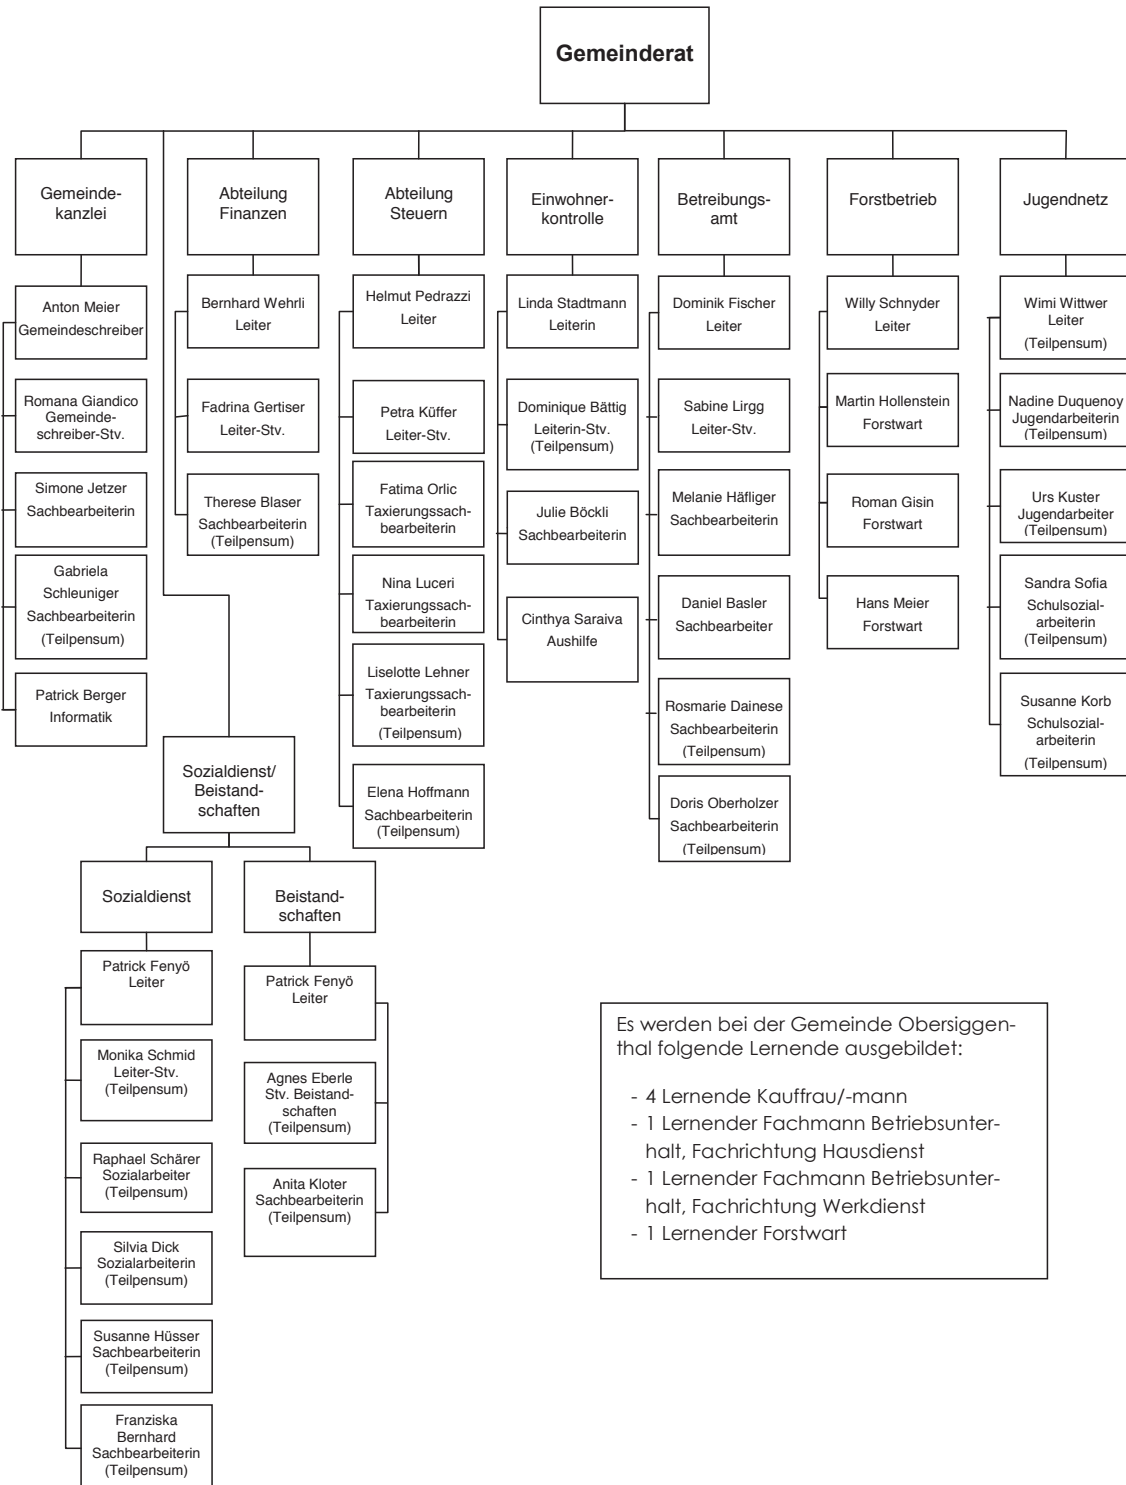 Gemeinderat
Gemeinde-
kanzlei
Abteilung
Finanzen
Abteilung
Steuern
Einwohner-
kontrolle
Betreibungs-
amt
Forstbetrieb
Jugendnetz
Anton Meier
Gemeindeschreiber
Romana Giandico
Gemeinde-
schreiber-Stv.
Simone Jetzer
Sachbearbeiterin
Gabriela
Schleuniger
Sachbearbeiterin
(Teilpensum)
Patrick Berger
Informatik
Bernhard Wehrli
Leiter
Fadrina Gertiser
Leiter-Stv.
Therese Blaser
Sachbearbeiterin
(Teilpensum)
Helmut Pedrazzi
Leiter
Petra Küffer
Leiter-Stv.
Fatima Orlic
Taxierungssach-
bearbeiterin
Nina Luceri
Taxierungssach-
bearbeiterin
Liselotte Lehner
Taxierungssach-
bearbeiterin
(Teilpensum)
Elena Hoffmann
Sachbearbeiterin
(Teilpensum)
Linda Stadtmann
Leiterin
Dominique Bättig
Leiterin-Stv.
(Teilpensum)
Julie Böckli
Sachbearbeiterin
Cinthya Saraiva
Aushilfe
Dominik Fischer
Leiter
Sabine Lirgg
Leiter-Stv.
Melanie Häfliger
Sachbearbeiterin
Daniel Basler
Sachbearbeiter
Rosmarie Dainese
Sachbearbeiterin
(Teilpensum)
Doris Oberholzer
Sachbearbeiterin
(Teilpensum)
Willy Schnyder
Leiter
Martin Hollenstein
Forstwart
Roman Gisin
Forstwart
Hans Meier
Forstwart
Wimi Wittwer
Leiter
(Teilpensum)
Nadine Duquenoy
Jugendarbeiterin
(Teilpensum)
Urs Kuster
Jugendarbeiter
(Teilpensum)
Sandra Sofia
Schulsozial-
arbeiterin
(Teilpensum)
Susanne Korb
Schulsozial-
arbeiterin
(Teilpensum)
Sozialdienst/
Beistand-
schaften
Sozialdienst
Patrick Fenyö
Leiter
Monika Schmid
Leiter-Stv.
(Teilpensum)
Raphael Schärer
Sozialarbeiter
(Teilpensum)
Silvia Dick
Sozialarbeiterin
(Teilpensum)
Susanne Hüsser
Sachbearbeiterin
(Teilpensum)
Franziska
Bernhard
Sachbearbeiterin
(Teilpensum)
Beistand-
schaften
Patrick Fenyö
Leiter
Agnes Eberle
Stv. Beistand-
schaften
(Teilpensum)
Anita Kloter
Sachbearbeiterin
(Teilpensum)
Es werden bei der Gemeinde Obersiggen-
thal folgende Lernende ausgebildet:
- 4 Lernende Kauffrau/-mann
- 1 Lernender Fachmann Betriebsunter-
halt, Fachrichtung Hausdienst
- 1 Lernender Fachmann Betriebsunter-
halt, Fachrichtung Werkdienst
- 1 Lernender Forstwart